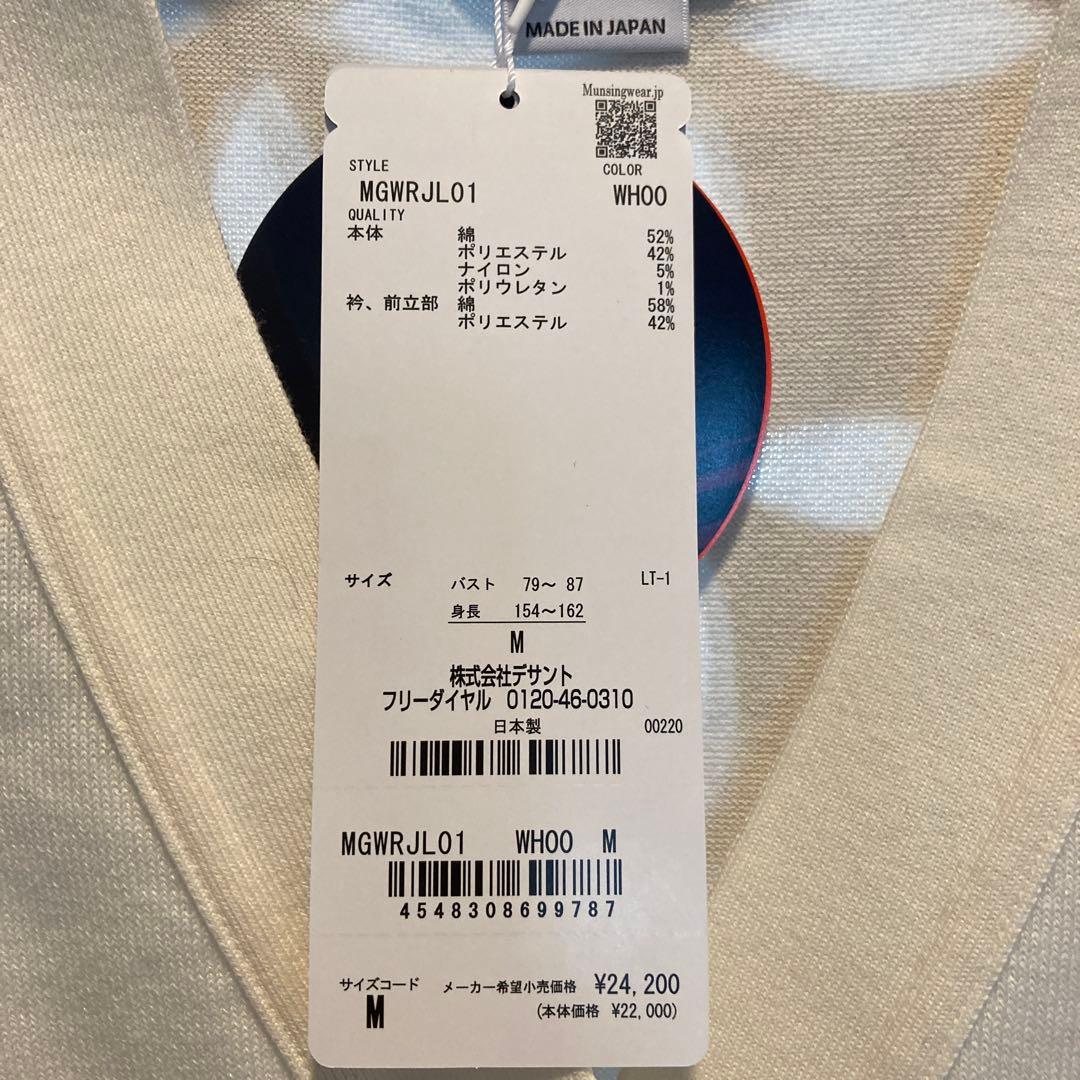 MADE IN JAPAN
Munsingwear.jp
STYLE
COLOR
MGWRJL01 WH00
QUALITY
本体 綿 52%
ポリエステル 42%
ナイロン 5%
ポリウレタン 1%
衿、前立部 綿 58%
ポリエステル 42%
サイズ バスト 79〜 87 LT-1
身長 154〜162
M
株式会社デサント
フリーダイヤル 0120-46-0310
日本製 00220
MGWRJL01 WH00 M
4548308699787
サイズコード メーカー希望小売価格 ¥24,200
M (本体価格 ¥22,000)